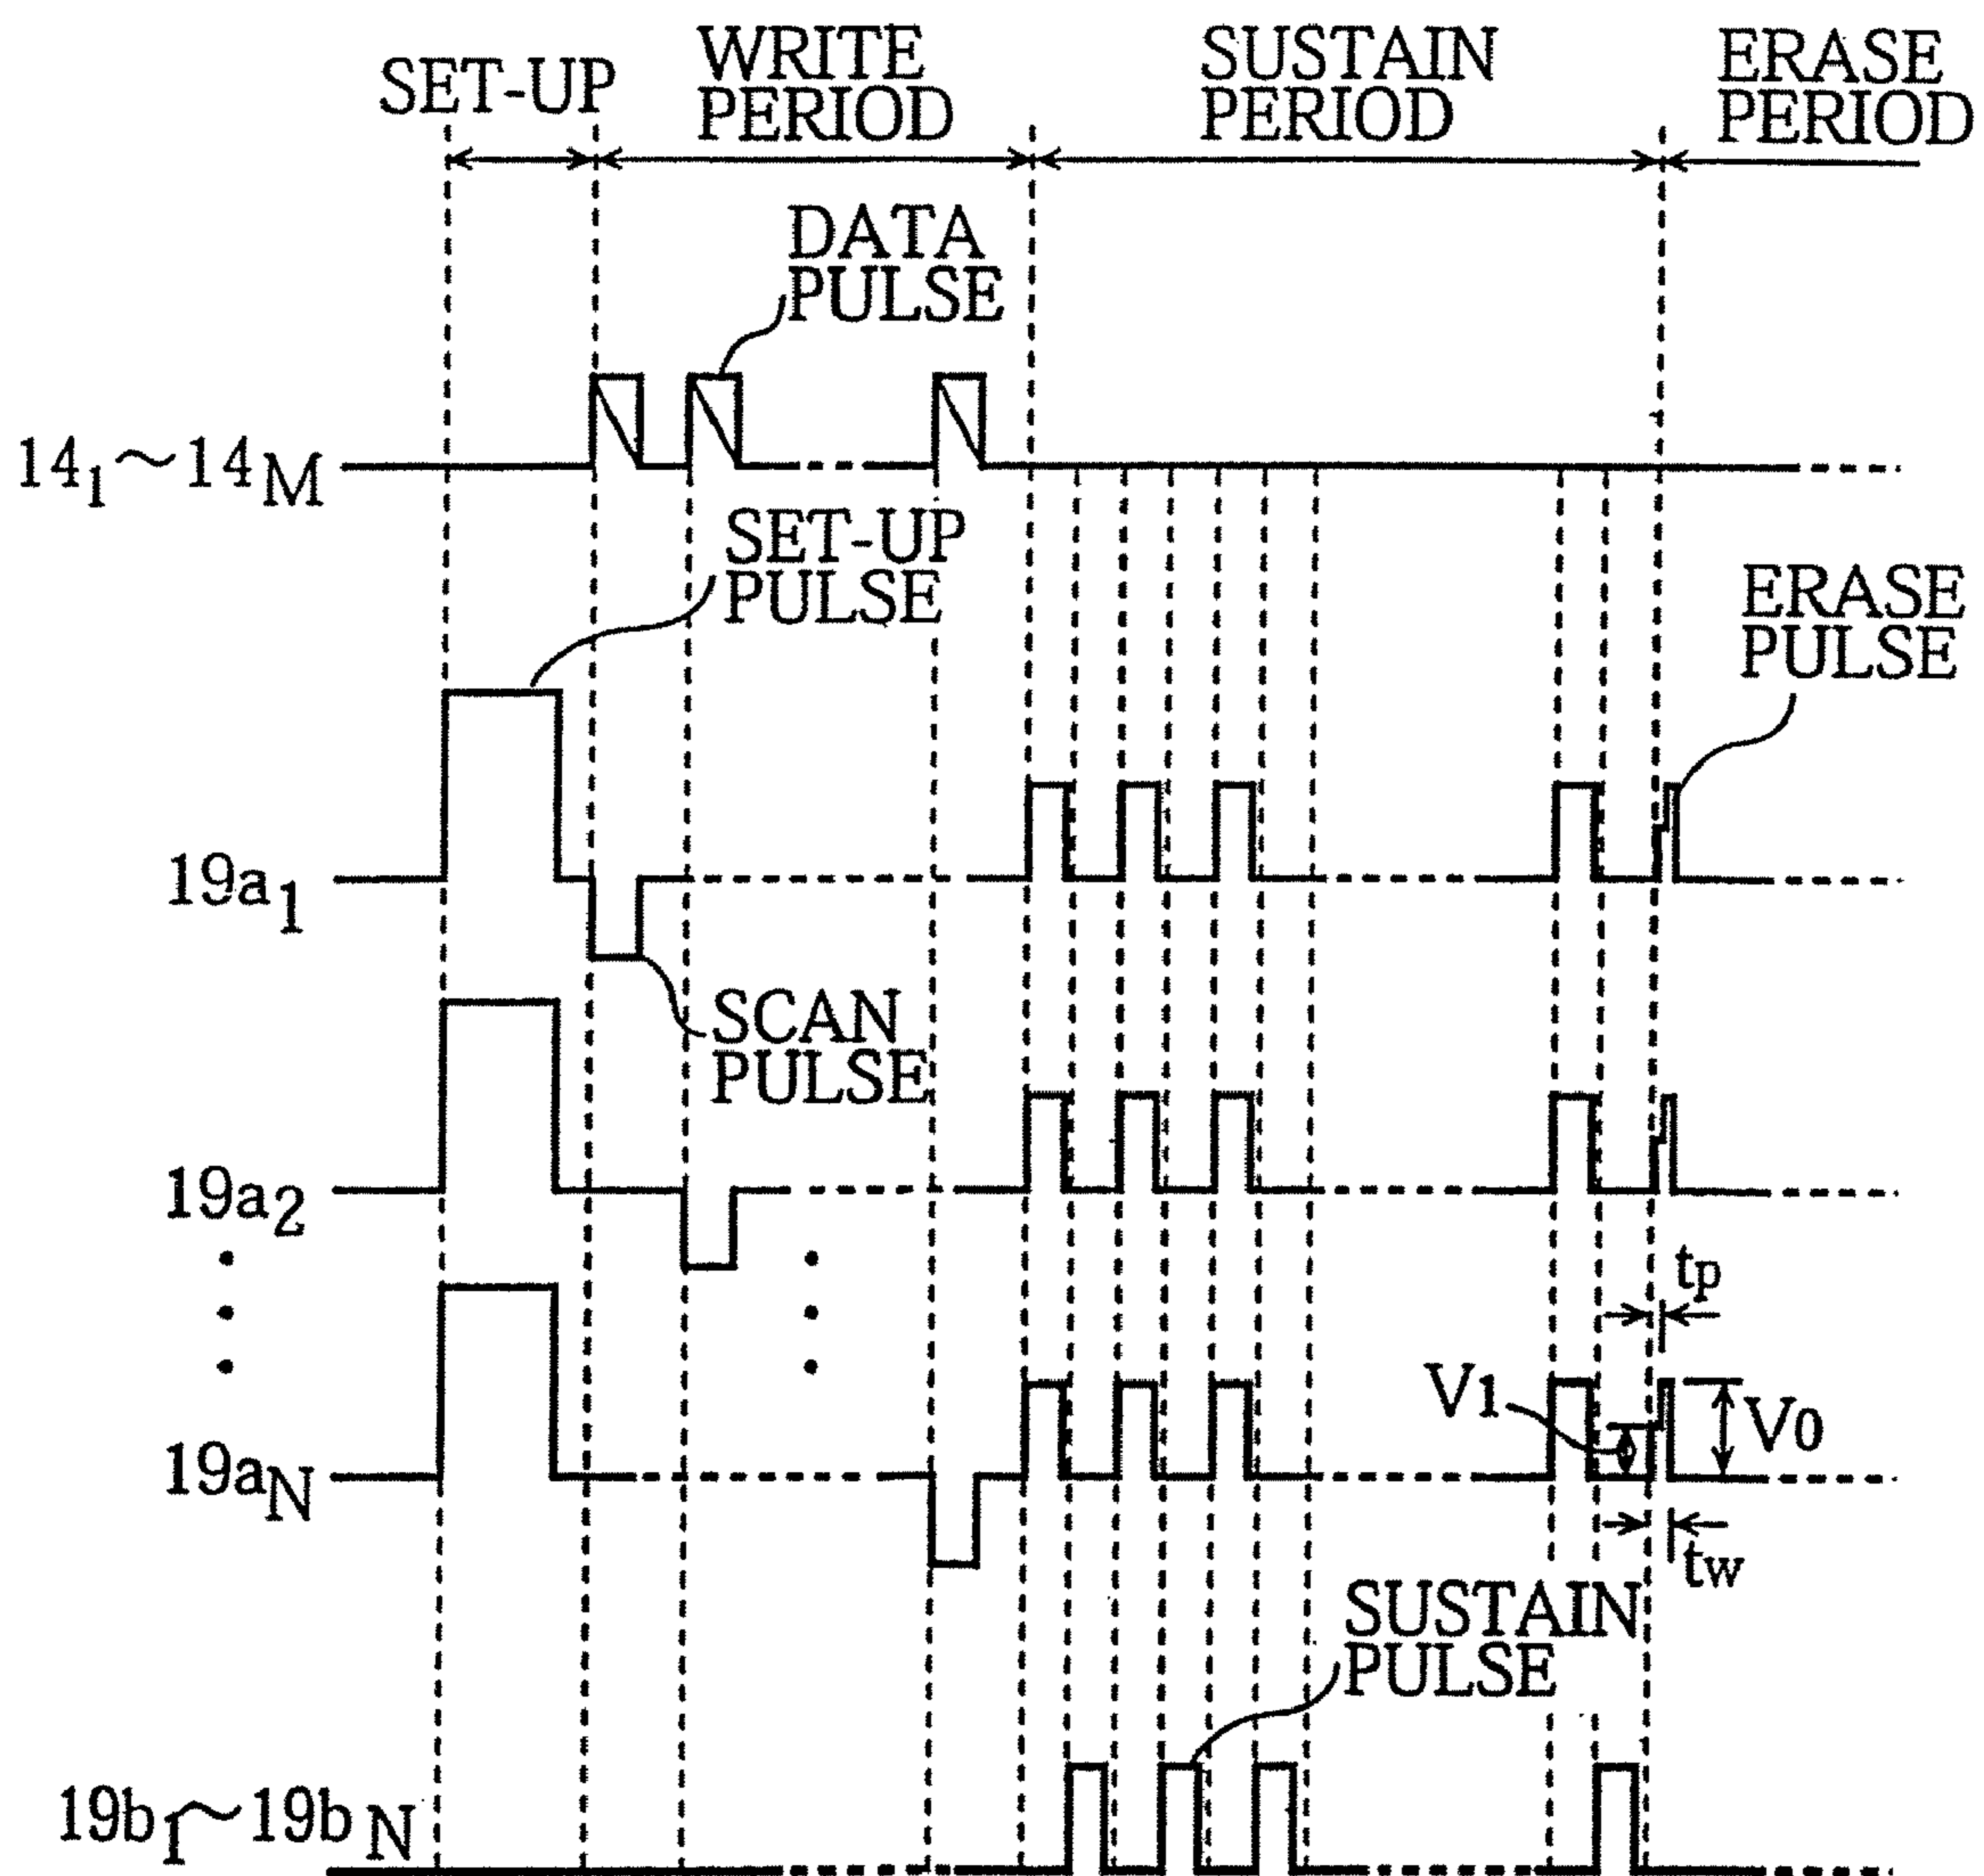 SET-UP
WRITE
PERIOD
SUSTAIN
PERIOD
ERASE
PERIOD
DATA
PULSE
14₁~14M
SET-UP
PULSE
ERASE
PULSE
19a₁
SCAN
PULSE
19a₂
tp
V1
V0
19aN
tw
SUSTAIN
PULSE
19b₁~19bN